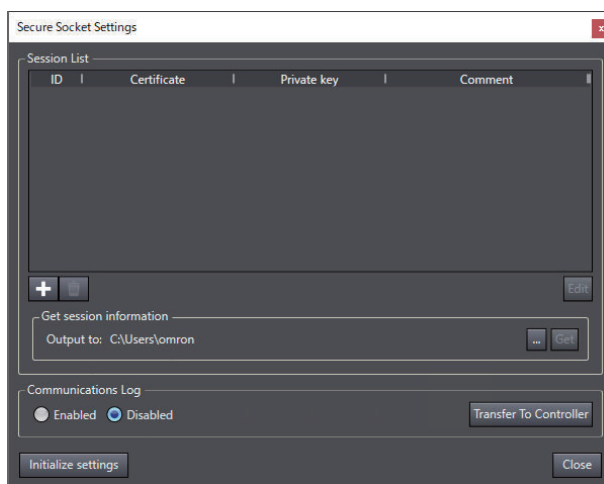 Secure Socket Settings x
Session List
ID Certificate Private key Comment
+ Edit
Get session information
Output to: C:\Users\omron ... Get
Communications Log
Enabled Disabled Transfer To Controller
Initialize settings Close